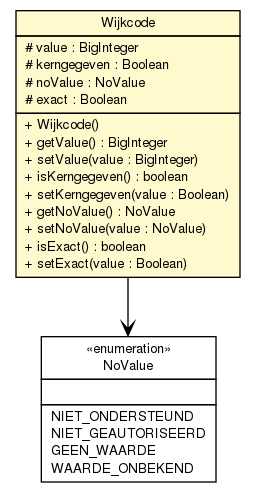 Wijkcode
# value : BigInteger
# kerngegeven : Boolean
# noValue : NoValue
# exact : Boolean
+ Wijkcode()
+ getValue() : BigInteger
+ setValue(value : BigInteger)
+ isKerngegeven() : boolean
+ setKerngegeven(value : Boolean)
+ getNoValue() : NoValue
+ setNoValue(value : NoValue)
+ isExact() : boolean
+ setExact(value : Boolean)
«enumeration»
NoValue
NIET_ONDERSTEUND
NIET_GEAUTORISEERD
GEEN_WAARDE
WAARDE_ONBEKEND